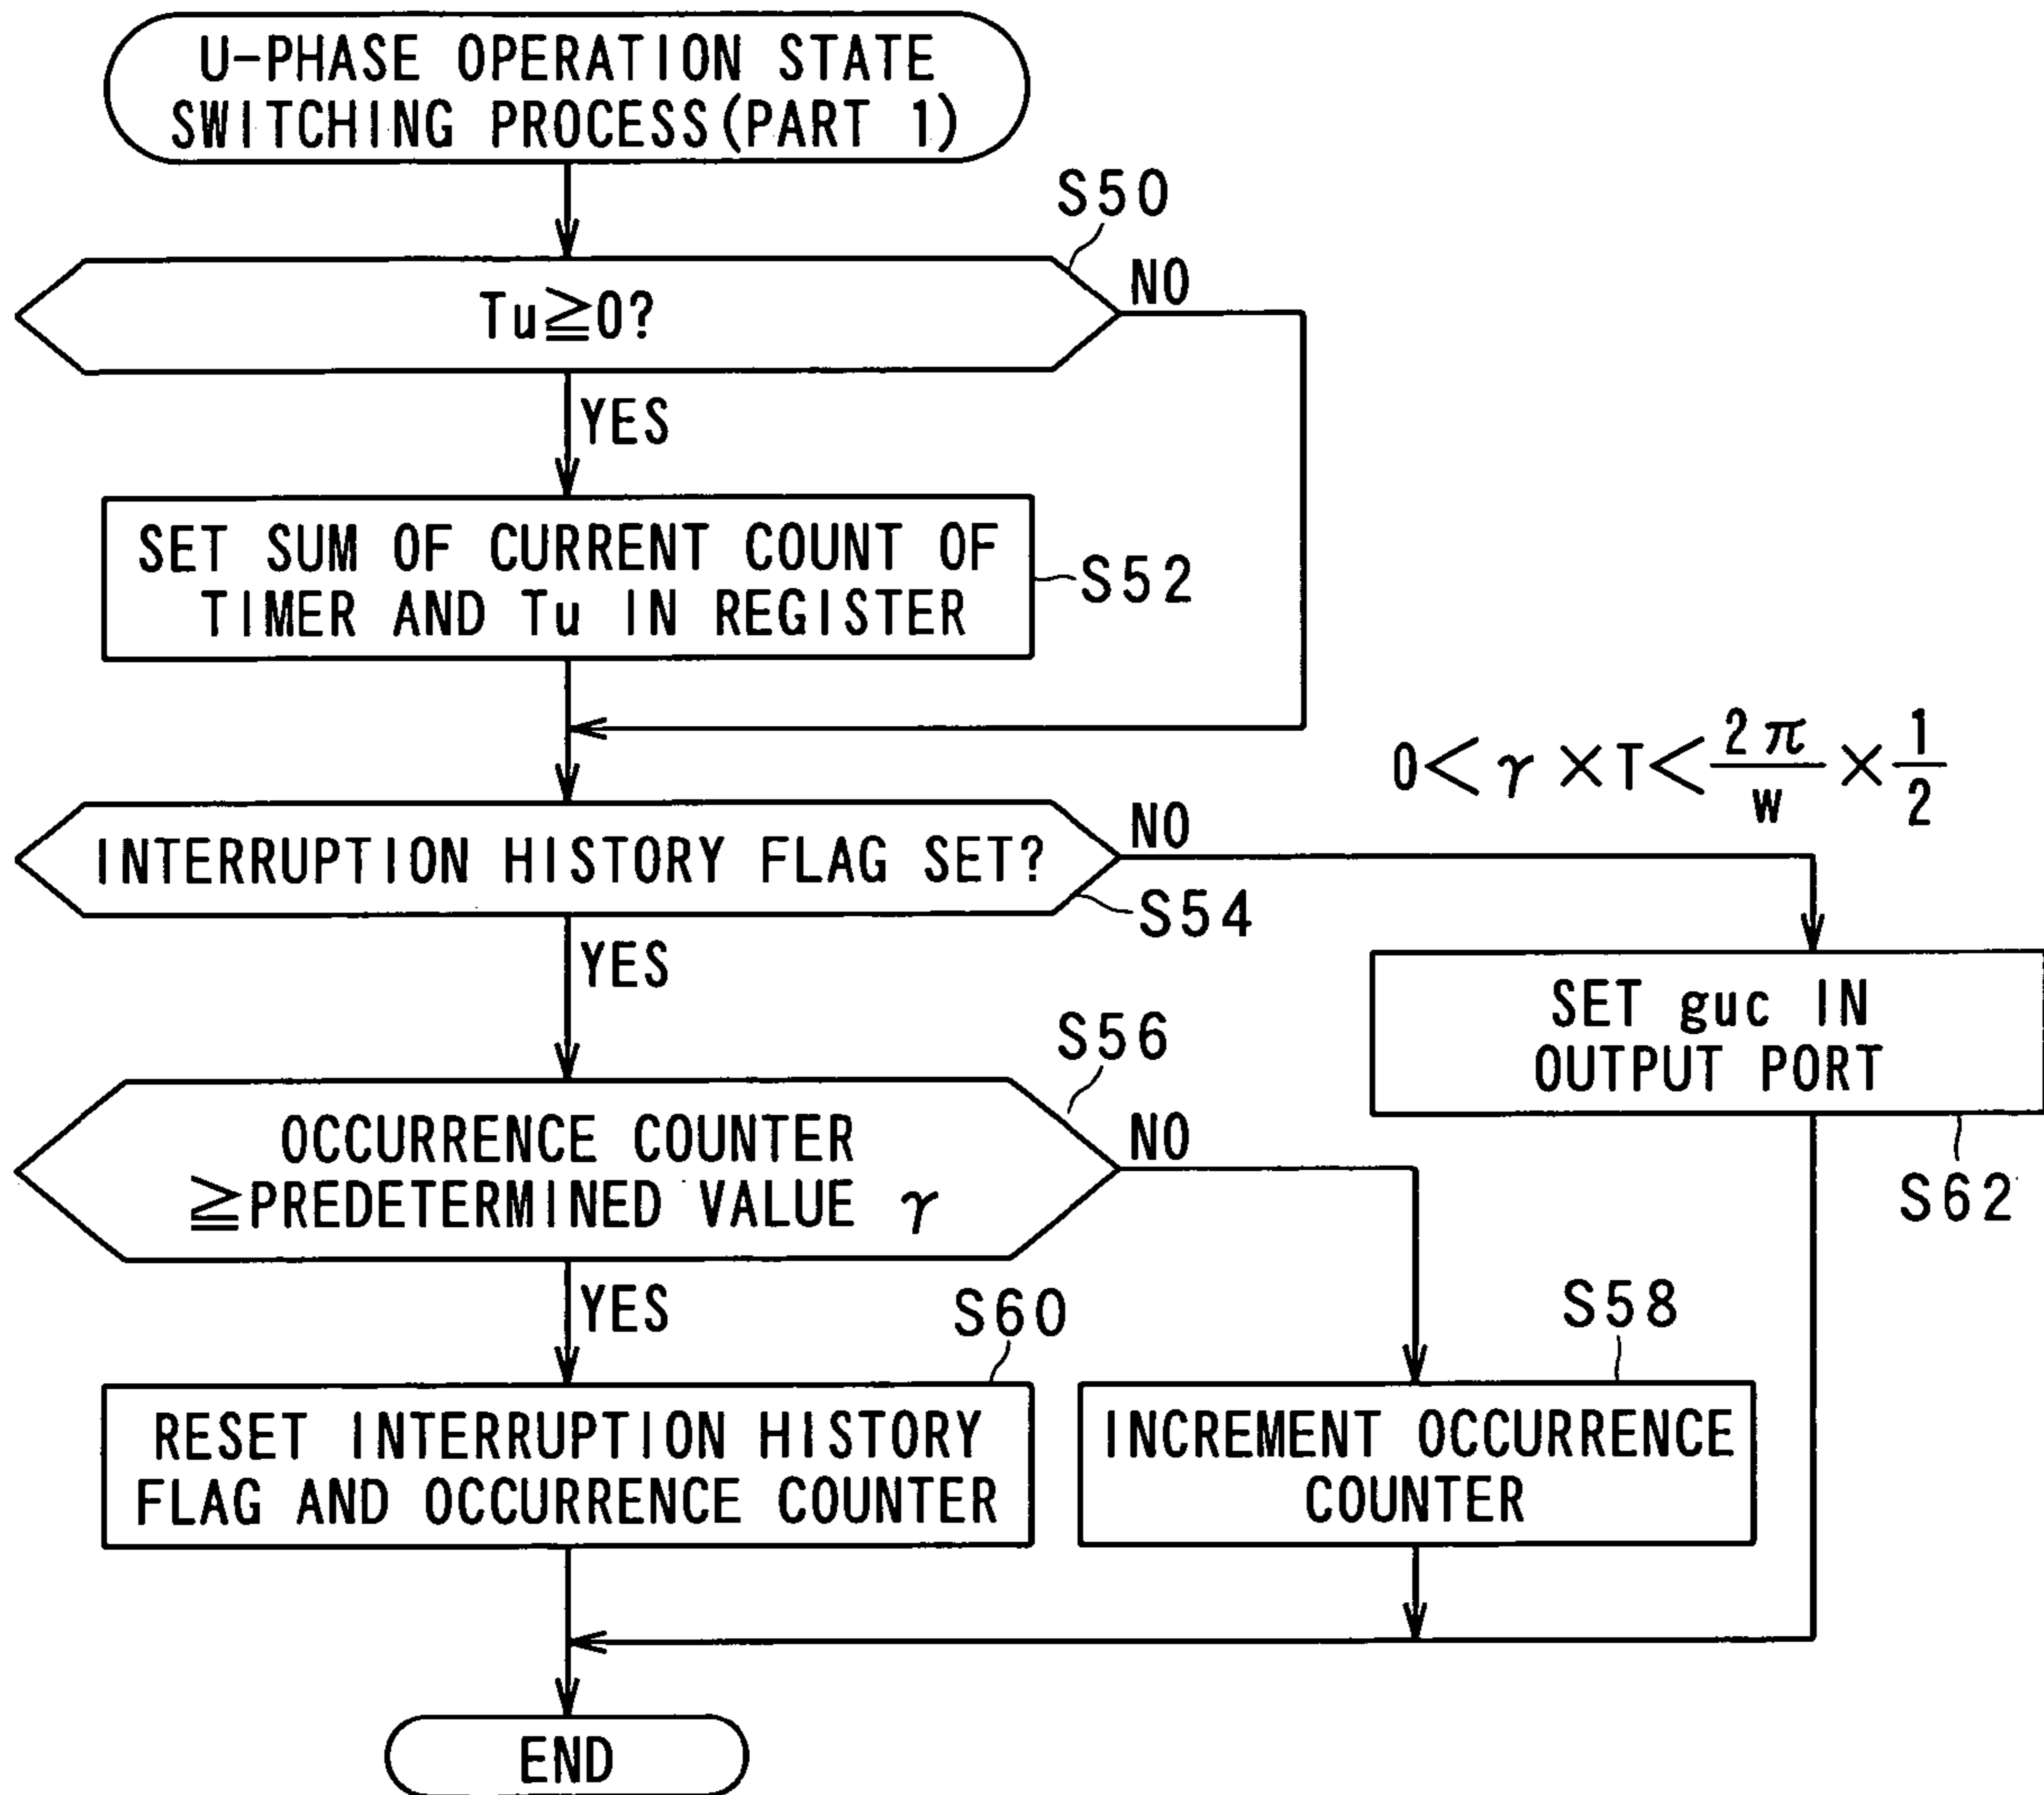 U-PHASE OPERATION STATE
SWITCHING PROCESS(PART 1)
S50
Tu≧0?
NO
YES
SET SUM OF CURRENT COUNT OF
TIMER AND Tu IN REGISTER
S52
0<γ×T<2π/w×1/2
INTERRUPTION HISTORY FLAG SET?
NO
S54
YES
SET guc IN
OUTPUT PORT
S62
S56
OCCURRENCE COUNTER
≧PREDETERMINED VALUE γ
NO
YES
S60
S58
RESET INTERRUPTION HISTORY
FLAG AND OCCURRENCE COUNTER
INCREMENT OCCURRENCE
COUNTER
END